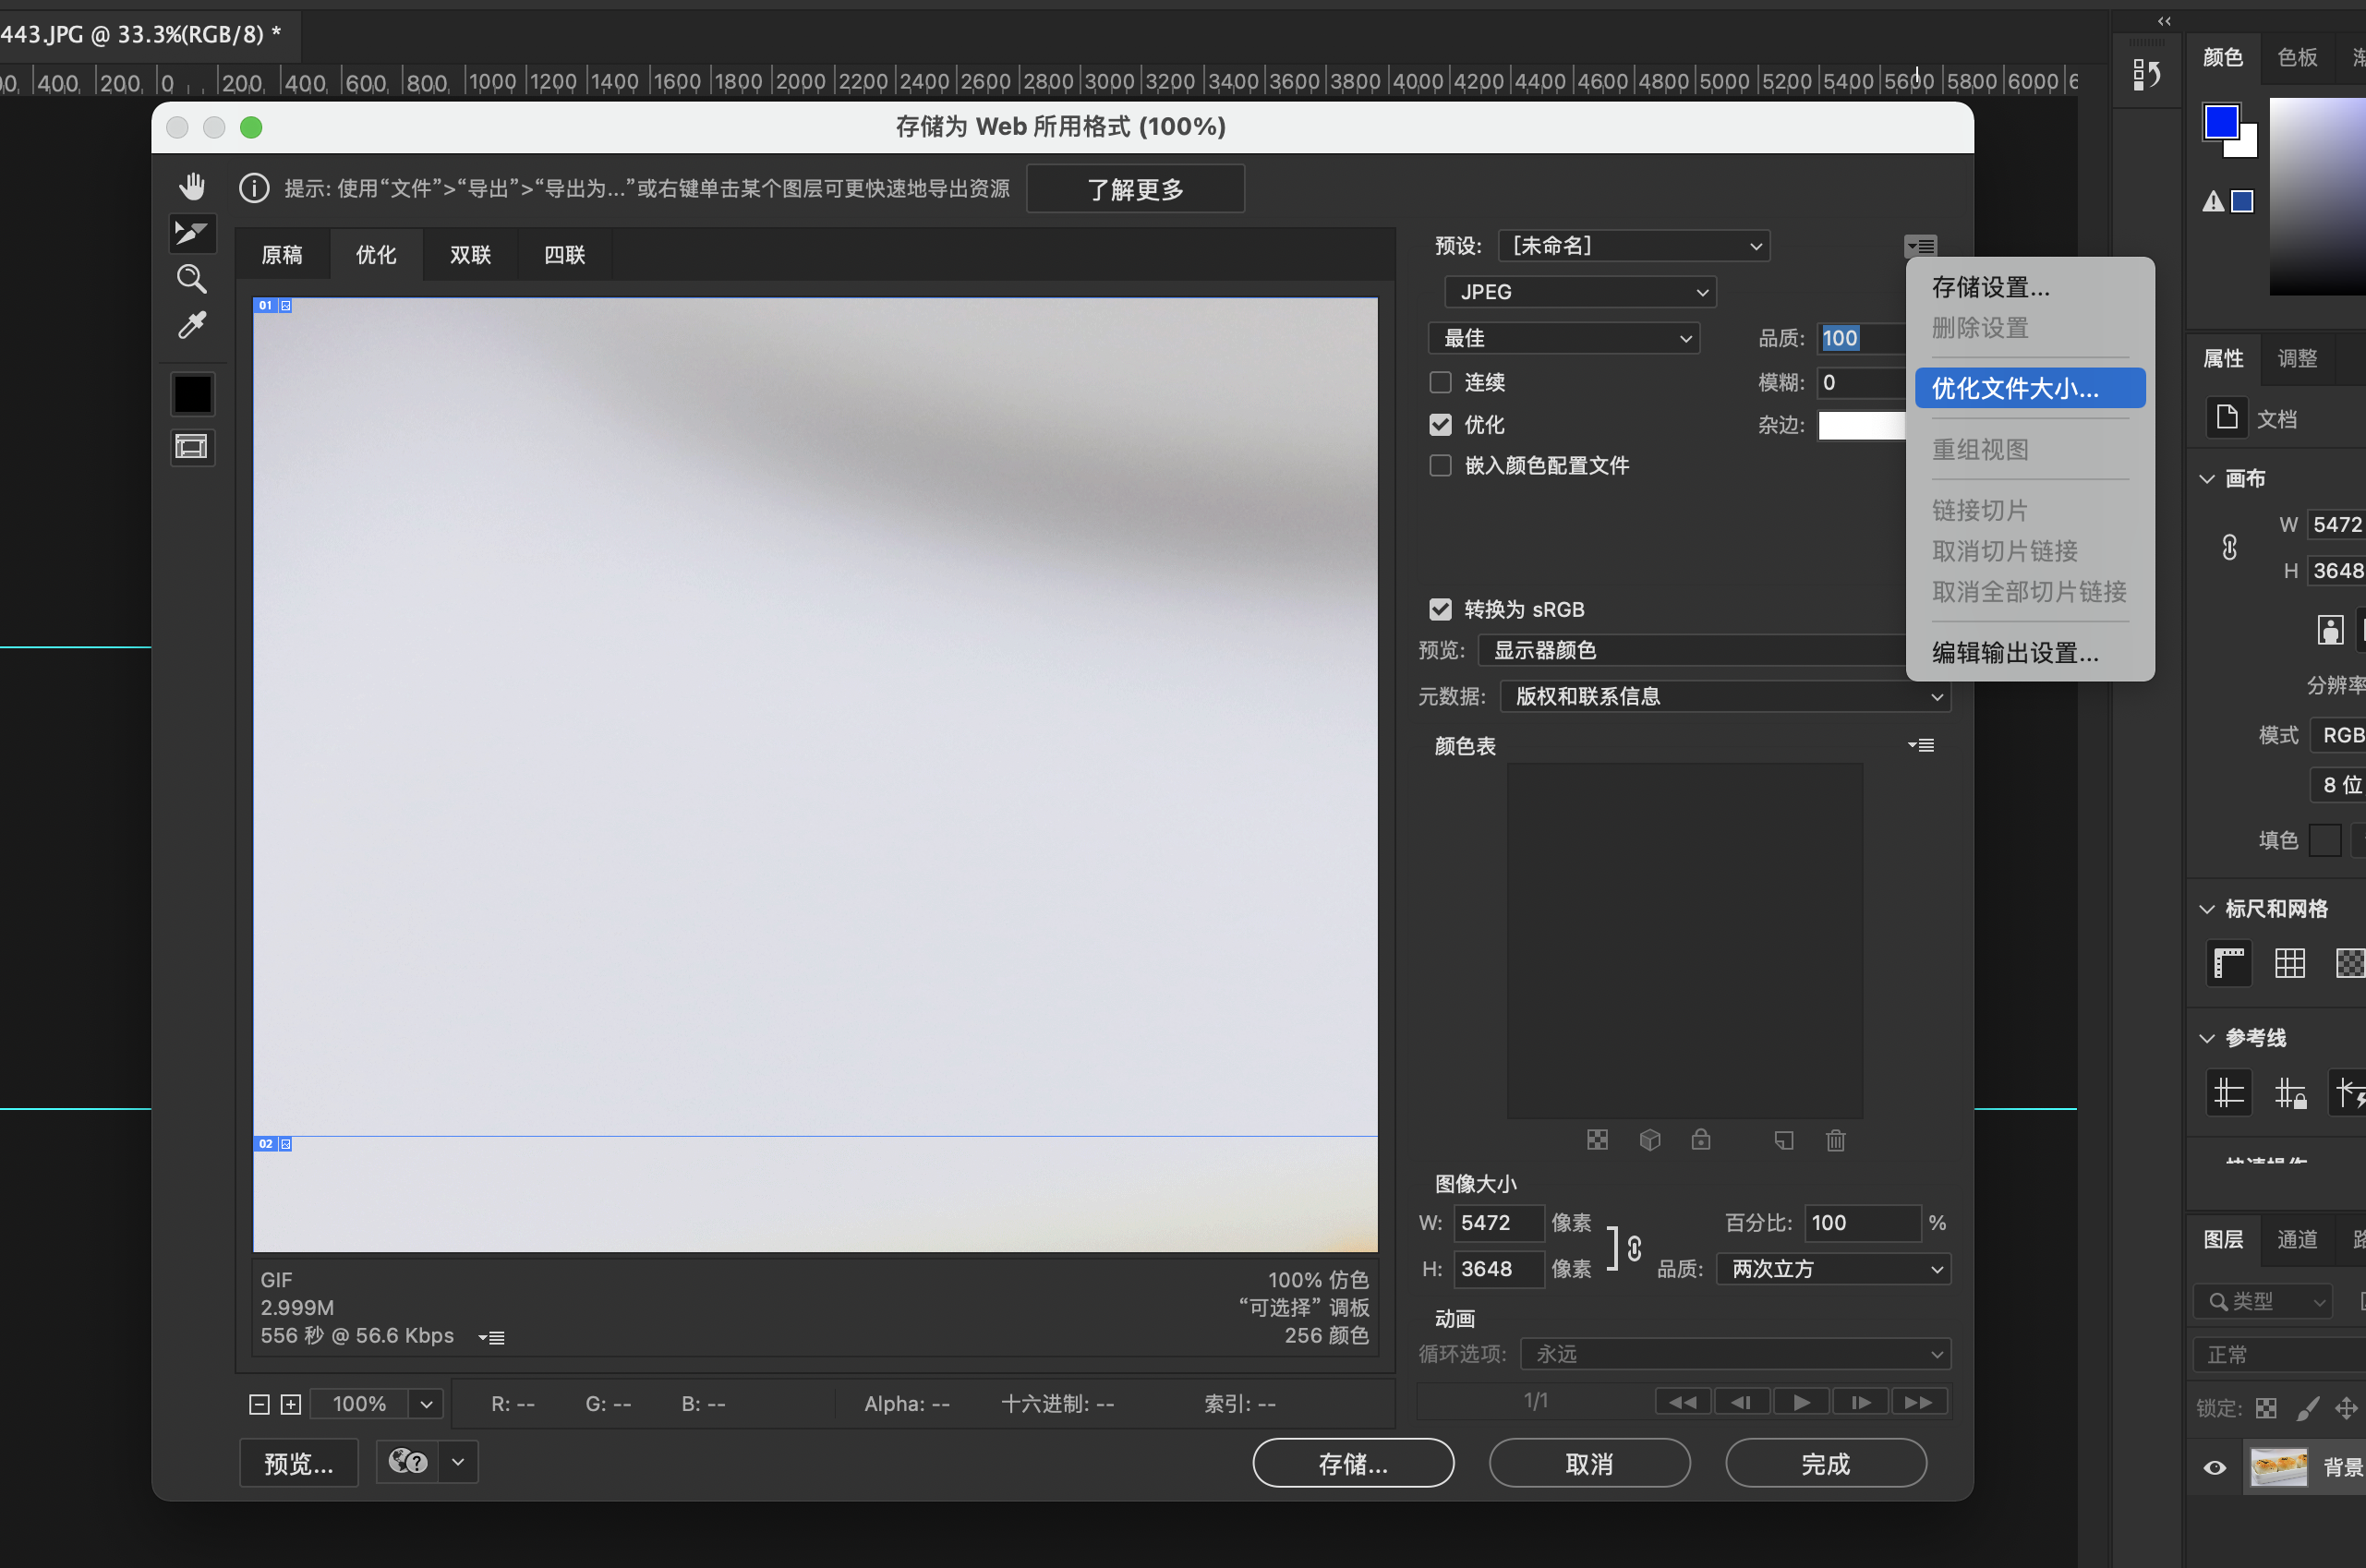 443.JPG @ 33.3%(RGB/8) *
400 200 0 200 400 600 800 1000 1200 1400 1600 1800 2000 2200 2400 2600 2800 3000 3200 3400 3600 3800 4000 4200 4400 4600 4800 5000 5200 5400 5600 5800 6000
存储为 Web 所用格式 (100%)
提示: 使用“文件”>“导出”>“导出为...”或右键单击某个图层可更快速地导出资源
了解更多
原稿 优化 双联 四联
01
02
GIF
2.999M
556 秒 @ 56.6 Kbps
100% 仿色
“可选择” 调板
256 颜色
100%
R: -- G: -- B: -- Alpha: -- 十六进制: -- 索引: --
预览...
存储... 取消 完成
预设: [未命名]
JPEG
最佳
品质: 100
连续
模糊: 0
优化
杂边:
嵌入颜色配置文件
转换为 sRGB
预览: 显示器颜色
元数据: 版权和联系信息
颜色表
图像大小
W: 5472 像素
百分比: 100 %
H: 3648 像素
品质: 两次立方
动画
循环选项: 永远
1/1
存储设置...
删除设置
优化文件大小...
重组视图
链接切片
取消切片链接
取消全部切片链接
编辑输出设置...
颜色 色板
属性 调整
文档
画布
W 5472
H 3648
分辨率
模式 RGB
8 位
填色
标尺和网格
参考线
图层 通道
类型
正常
锁定:
背景